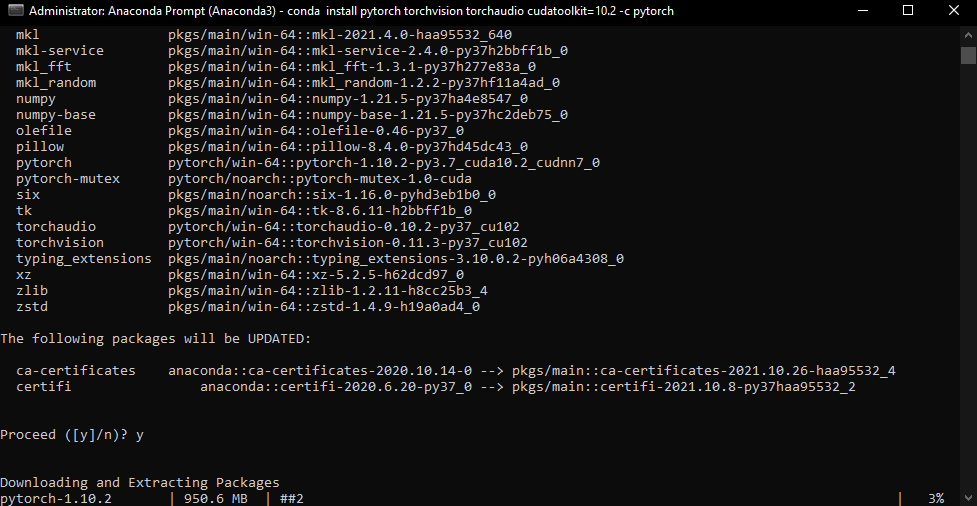 Administrator: Anaconda Prompt (Anaconda3) - conda  install pytorch torchvision torchaudio cudatoolkit=10.2 -c pytorch
mkl                pkgs/main/win-64::mkl-2021.4.0-haa95532_640
mkl-service        pkgs/main/win-64::mkl-service-2.4.0-py37h2bbff1b_0
mkl_fft            pkgs/main/win-64::mkl_fft-1.3.1-py37h277e83a_0
mkl_random         pkgs/main/win-64::mkl_random-1.2.2-py37hf11a4ad_0
numpy              pkgs/main/win-64::numpy-1.21.5-py37ha4e8547_0
numpy-base         pkgs/main/win-64::numpy-base-1.21.5-py37hc2deb75_0
olefile            pkgs/main/win-64::olefile-0.46-py37_0
pillow             pkgs/main/win-64::pillow-8.4.0-py37hd45dc43_0
pytorch            pytorch/win-64::pytorch-1.10.2-py3.7_cuda10.2_cudnn7_0
pytorch-mutex      pytorch/noarch::pytorch-mutex-1.0-cuda
six                pkgs/main/noarch::six-1.16.0-pyhd3eb1b0_0
tk                 pkgs/main/win-64::tk-8.6.11-h2bbff1b_0
torchaudio         pytorch/win-64::torchaudio-0.10.2-py37_cu102
torchvision        pytorch/win-64::torchvision-0.11.3-py37_cu102
typing_extensions  pkgs/main/noarch::typing_extensions-3.10.0.2-pyh06a4308_0
xz                 pkgs/main/win-64::xz-5.2.5-h62dcd97_0
zlib               pkgs/main/win-64::zlib-1.2.11-h8cc25b3_4
zstd               pkgs/main/win-64::zstd-1.4.9-h19a0ad4_0
The following packages will be UPDATED:
ca-certificates    anaconda::ca-certificates-2020.10.14-0 --> pkgs/main::ca-certificates-2021.10.26-haa95532_4
certifi                anaconda::certifi-2020.6.20-py37_0 --> pkgs/main::certifi-2021.10.8-py37haa95532_2
Proceed ([y]/n)? y
Downloading and Extracting Packages
pytorch-1.10.2       | 950.6 MB  | ##2                                                                            |   3%